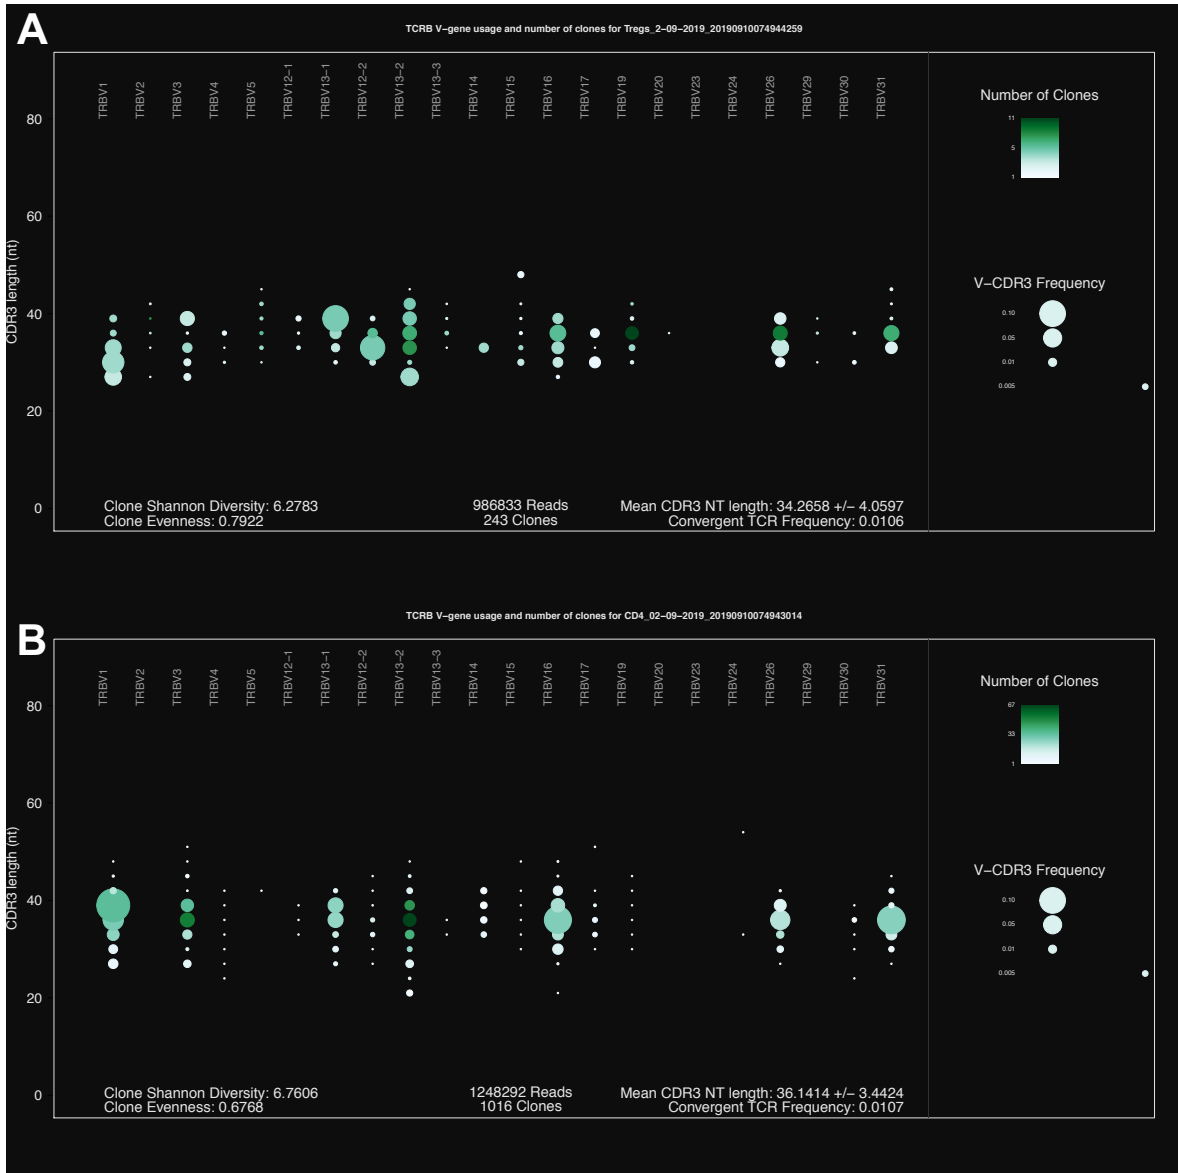 A
TCRB V−gene usage and number of clones for Tregs_2−09−2019_20190910074944259
TRBV1
TRBV2
TRBV3
TRBV4
TRBV5
TRBV12−1
TRBV13−1
TRBV12−2
TRBV13−2
TRBV13−3
TRBV14
TRBV15
TRBV16
TRBV17
TRBV19
TRBV20
TRBV23
TRBV24
TRBV26
TRBV29
TRBV30
TRBV31
80
60
40
20
0
CDR3 length (nt)
Number of Clones
11
5
1
V−CDR3 Frequency
0.10
0.05
0.01
0.005
Clone Shannon Diversity: 6.2783
Clone Evenness: 0.7922
986833 Reads
243 Clones
Mean CDR3 NT length: 34.2658 +/− 4.0597
Convergent TCR Frequency: 0.0106
B
TCRB V−gene usage and number of clones for CD4_02−09−2019_20190910074943014
TRBV1
TRBV2
TRBV3
TRBV4
TRBV5
TRBV12−1
TRBV13−1
TRBV12−2
TRBV13−2
TRBV13−3
TRBV14
TRBV15
TRBV16
TRBV17
TRBV19
TRBV20
TRBV23
TRBV24
TRBV26
TRBV29
TRBV30
TRBV31
80
60
40
20
0
CDR3 length (nt)
Number of Clones
67
33
1
V−CDR3 Frequency
0.10
0.05
0.01
0.005
Clone Shannon Diversity: 6.7606
Clone Evenness: 0.6768
1248292 Reads
1016 Clones
Mean CDR3 NT length: 36.1414 +/− 3.4424
Convergent TCR Frequency: 0.0107